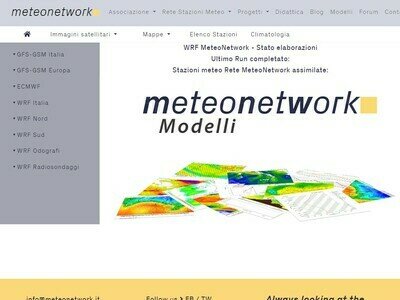 meteonetwork
Associazione Rete Stazioni Meteo Progetti Didattica Blog Modelli Forum
Immagini satellitari Mappe Elenco Stazioni Climatologia
WRF MeteoNetwork - Stato elaborazioni
Ultimo Run completato:
Stazioni meteo Rete MeteoNetwork assimilate:
GFS-GSM italia
GFS-GSM Europa
ECMWF
WRF Italia
WRF Nord
WRF Sud
WRF Odografi
WRF Radiosondaggi
meteonetwork
Modelli
info@meteonetwork.it
Follow us > FB / TW
Always looking at the